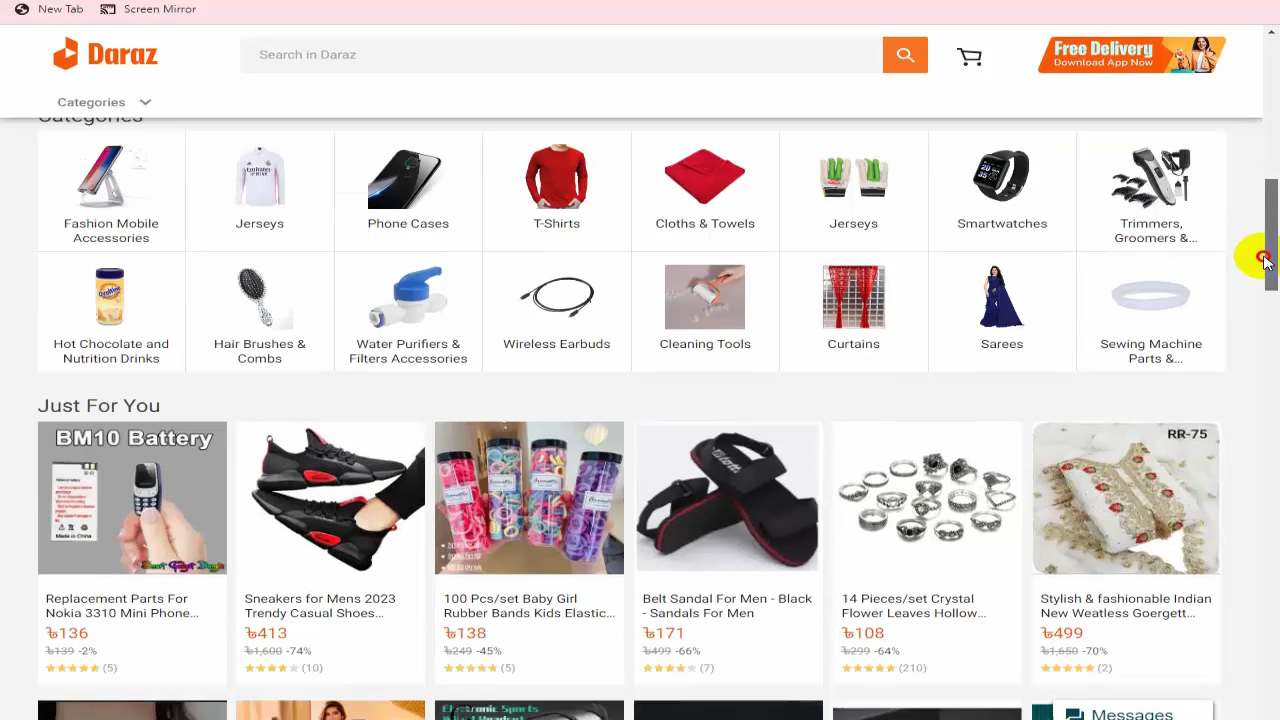 New Tab
Screen Mirror
Daraz
Search in Daraz
Free Delivery
Download App Now
Categories
Categories
Fashion Mobile
Accessories
Jerseys
Phone Cases
T-Shirts
Cloths & Towels
Jerseys
Smartwatches
Trimmers,
Groomers &...
Hot Chocolate and
Nutrition Drinks
Hair Brushes &
Combs
Water Purifiers &
Filters Accessories
Wireless Earbuds
Cleaning Tools
Curtains
Sarees
Sewing Machine
Parts &...
Just For You
BM10 Battery
Made in China
RR-75
Replacement Parts For
Nokia 3310 Mini Phone...
৳136
৳139 -2%
(5)
Sneakers for Mens 2023
Trendy Casual Shoes...
৳413
৳1,600 -74%
(10)
100 Pcs/set Baby Girl
Rubber Bands Kids Elastic...
৳138
৳249 -45%
(5)
Belt Sandal For Men - Black
- Sandals For Men
৳171
৳499 -66%
(7)
14 Pieces/set Crystal
Flower Leaves Hollow...
৳108
৳299 -64%
(210)
Stylish & fashionable Indian
New Weatless Goergett...
৳499
৳1,650 -70%
(2)
Electronic Sports
Messages